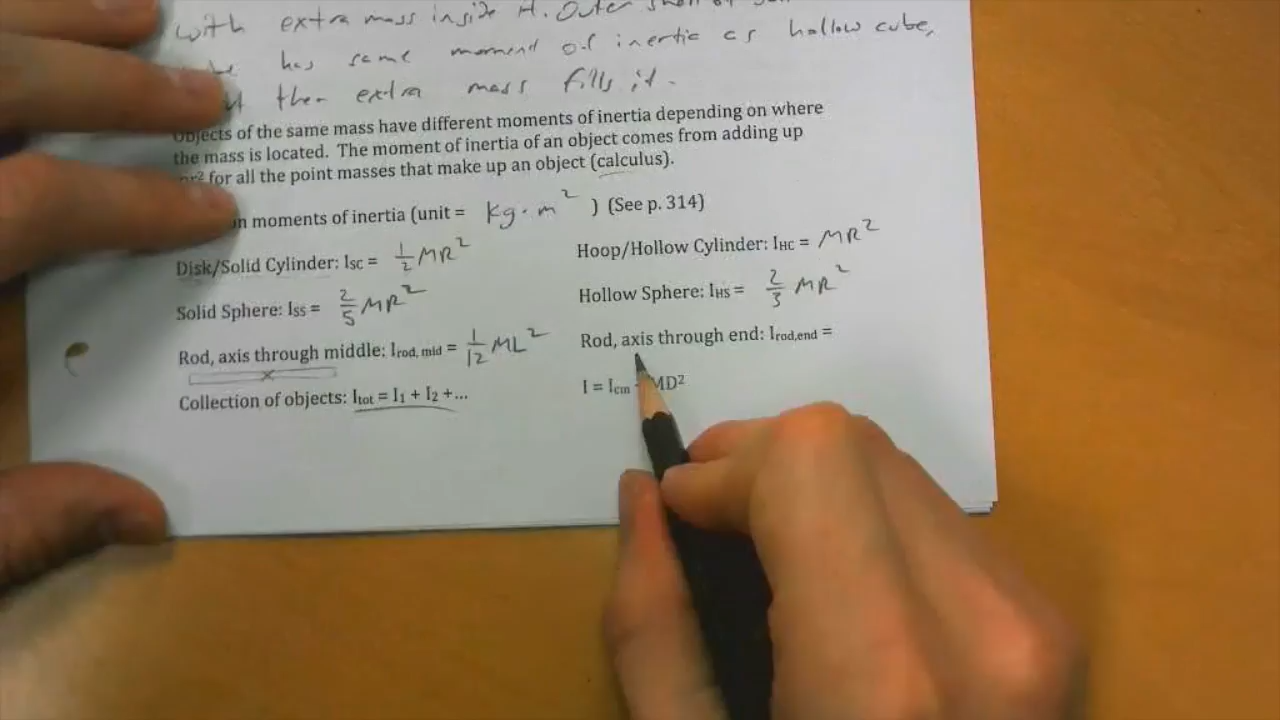 with extra mass inside it. Outer shell of
has same moment of inertia as hollow cube,
then extra mass fills it.
Objects of the same mass have different moments of inertia depending on where
the mass is located. The moment of inertia of an object comes from adding up
mr² for all the point masses that make up an object (calculus).
moments of inertia (unit = kg·m² ) (See p. 314)
Disk/Solid Cylinder: Isc = 1/2 MR²
Hoop/Hollow Cylinder: IHC = MR²
Solid Sphere: Iss = 2/5 MR²
Hollow Sphere: IHS = 2/3 MR²
Rod, axis through middle: Irod, mid = 1/12 ML²
Rod, axis through end: Irod,end =
Collection of objects: Itot = I1 + I2 +...
I = Icm + MD²